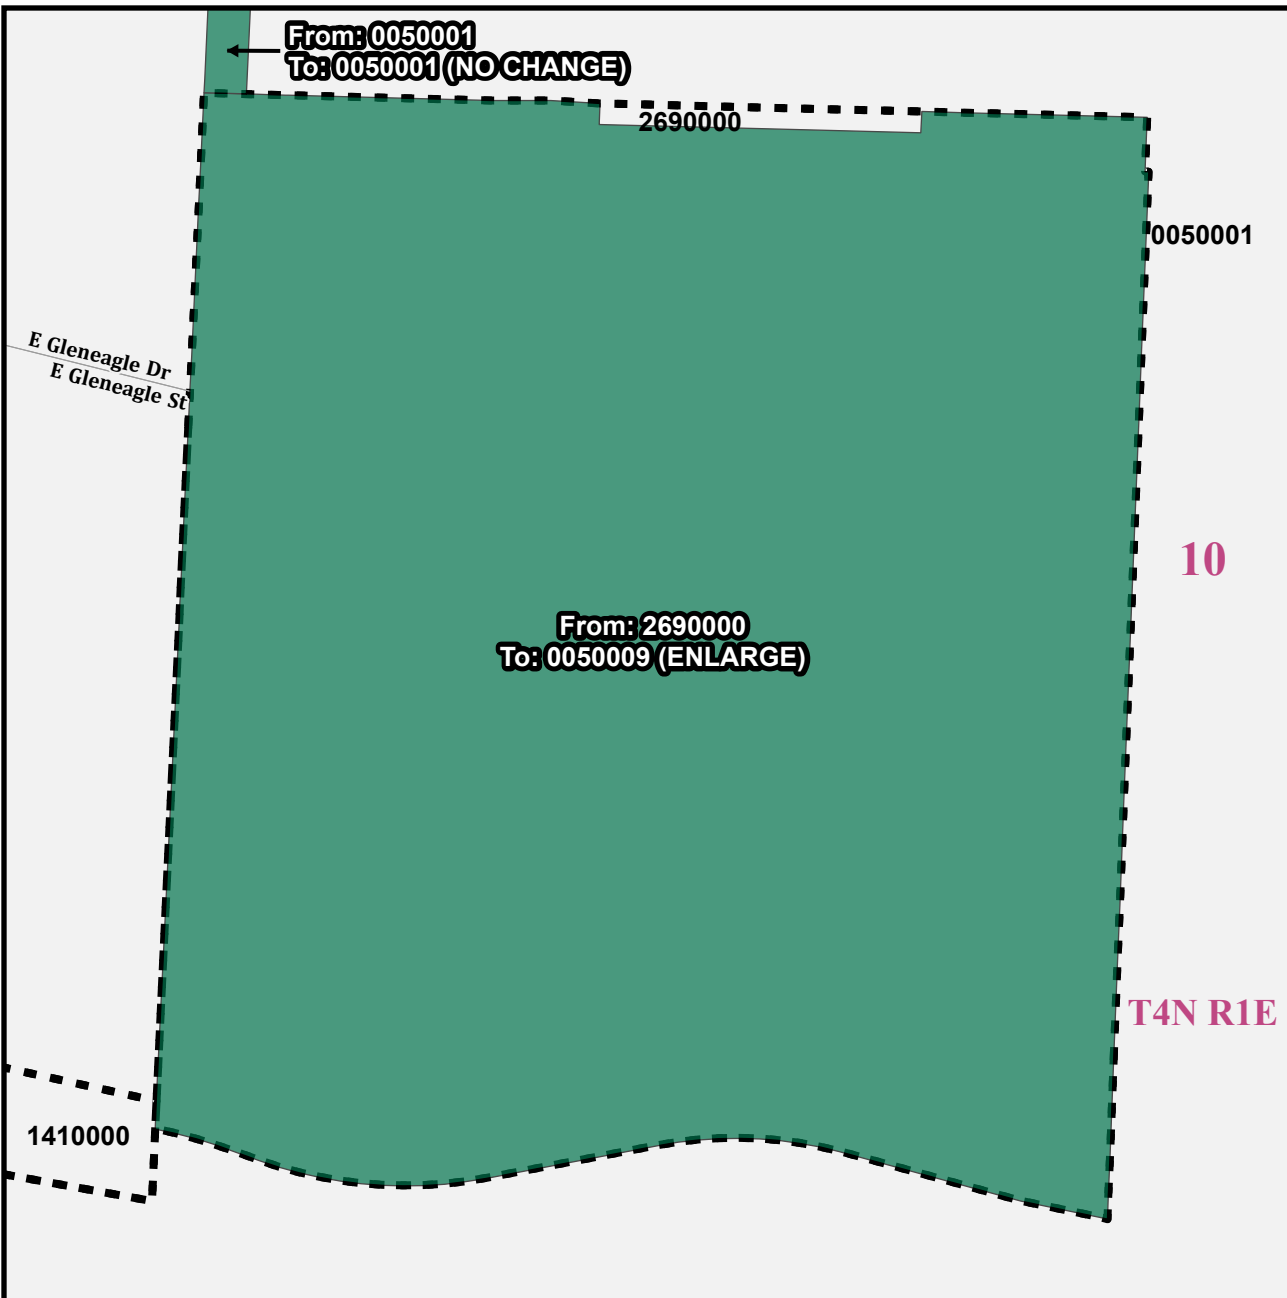 From: 0050001
To: 0050001 (NO CHANGE)
2690000
0050001
E Gleneagle Dr
E Gleneagle St
10
From: 2690000
To: 0050009 (ENLARGE)
T4N R1E
1410000